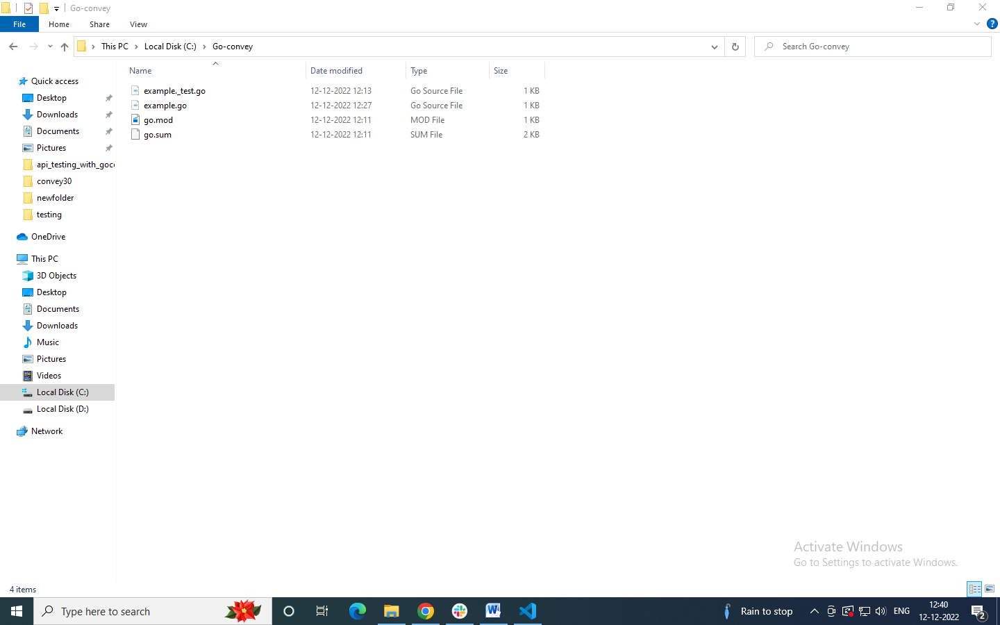 Go-convey
File Home Share View
This PC Local Disk (C:) Go-convey
Search Go-convey
Name Date modified Type Size
Quick access
Desktop
Downloads
Documents
Pictures
api_testing_with_goc
convey30
newfolder
testing
OneDrive
This PC
3D Objects
Desktop
Documents
Downloads
Music
Pictures
Videos
Local Disk (C:)
Local Disk (D:)
Network
example._test.go 12-12-2022 12:13 Go Source File 1 KB
example.go 12-12-2022 12:27 Go Source File 1 KB
go.mod 12-12-2022 12:11 MOD File 1 KB
go.sum 12-12-2022 12:11 SUM File 2 KB
Activate Windows
Go to Settings to activate Windows.
4 items
Type here to search
Rain to stop
ENG
12:40
12-12-2022
2